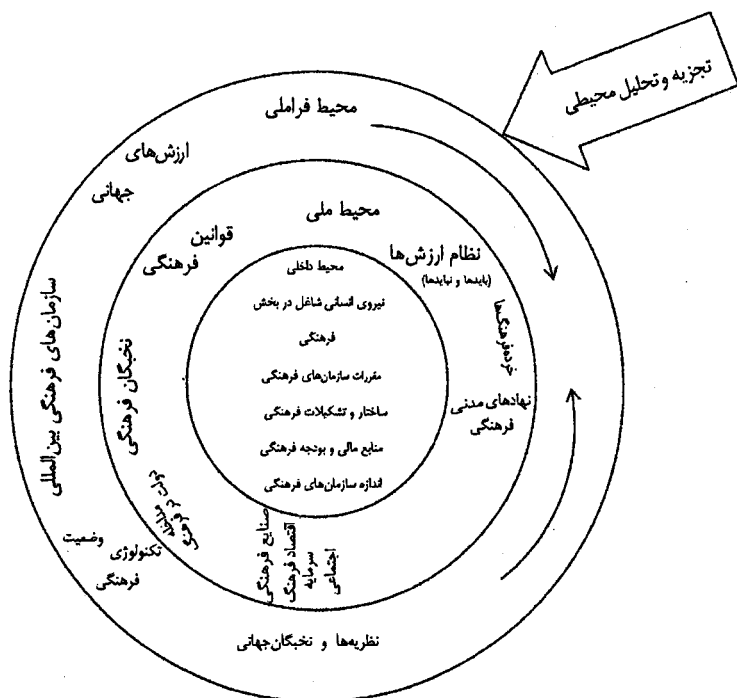 تجزیه و تحلیل محیطی
محیط فراملی
ارزش‌های
جهانی
سازمان‌های فرهنگی بین‌المللی
وضعیت
تکنولوژی
فرهنگی
نظریه‌ها و نخبگان جهانی
محیط ملی
قوانین
فرهنگی
نخبگان فرهنگی
صنایع فرهنگی
اقتصاد فرهنگ
سرمایه
اجتماعی
نظام ارزش‌ها
(بایدها و نبایدها)
خرده‌فرهنگ‌ها
نهادهای مدنی
فرهنگی
محیط داخلی
نیروی انسانی شاغل در بخش
فرهنگی
مقررات سازمان‌های فرهنگی
ساختار و تشکیلات فرهنگی
منابع مالی و بودجه فرهنگی
اندازه سازمان‌های فرهنگی